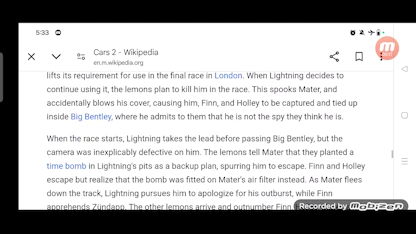 5:33
Cars 2 - Wikipedia
en.m.wikipedia.org
lifts its requirement for use in the final race in London. When Lightning decides to
continue using it, the lemons plan to kill him in the race. This spooks Mater, and
accidentally blows his cover, causing him, Finn, and Holley to be captured and tied up
inside Big Bentley, where he admits to them that he is not the spy they think he is.
When the race starts, Lightning takes the lead before passing Big Bentley, but the
camera was inexplicably defective on him. The lemons tell Mater that they planted a
time bomb in Lightning's pits as a backup plan, spurring him to escape. Finn and Holley
escape but realize that the bomb was fitted on Mater's air filter instead. As Mater flees
down the track, Lightning pursues him to apologize for his outburst, while Finn
apprehends Zündapp. The other lemons arrive and outnumber Finn,
Recorded by Mobizen